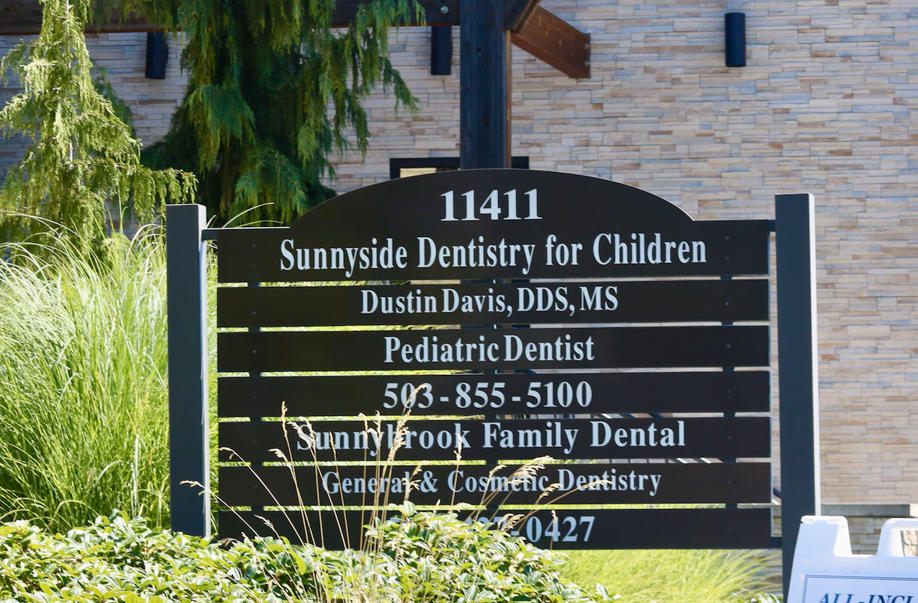 11411
Sunnyside Dentistry for Children
Dustin Davis, DDS, MS
Pediatric Dentist
503-855-5100
Sunnybrook Family Dental
General & Cosmetic Dentistry
-0427